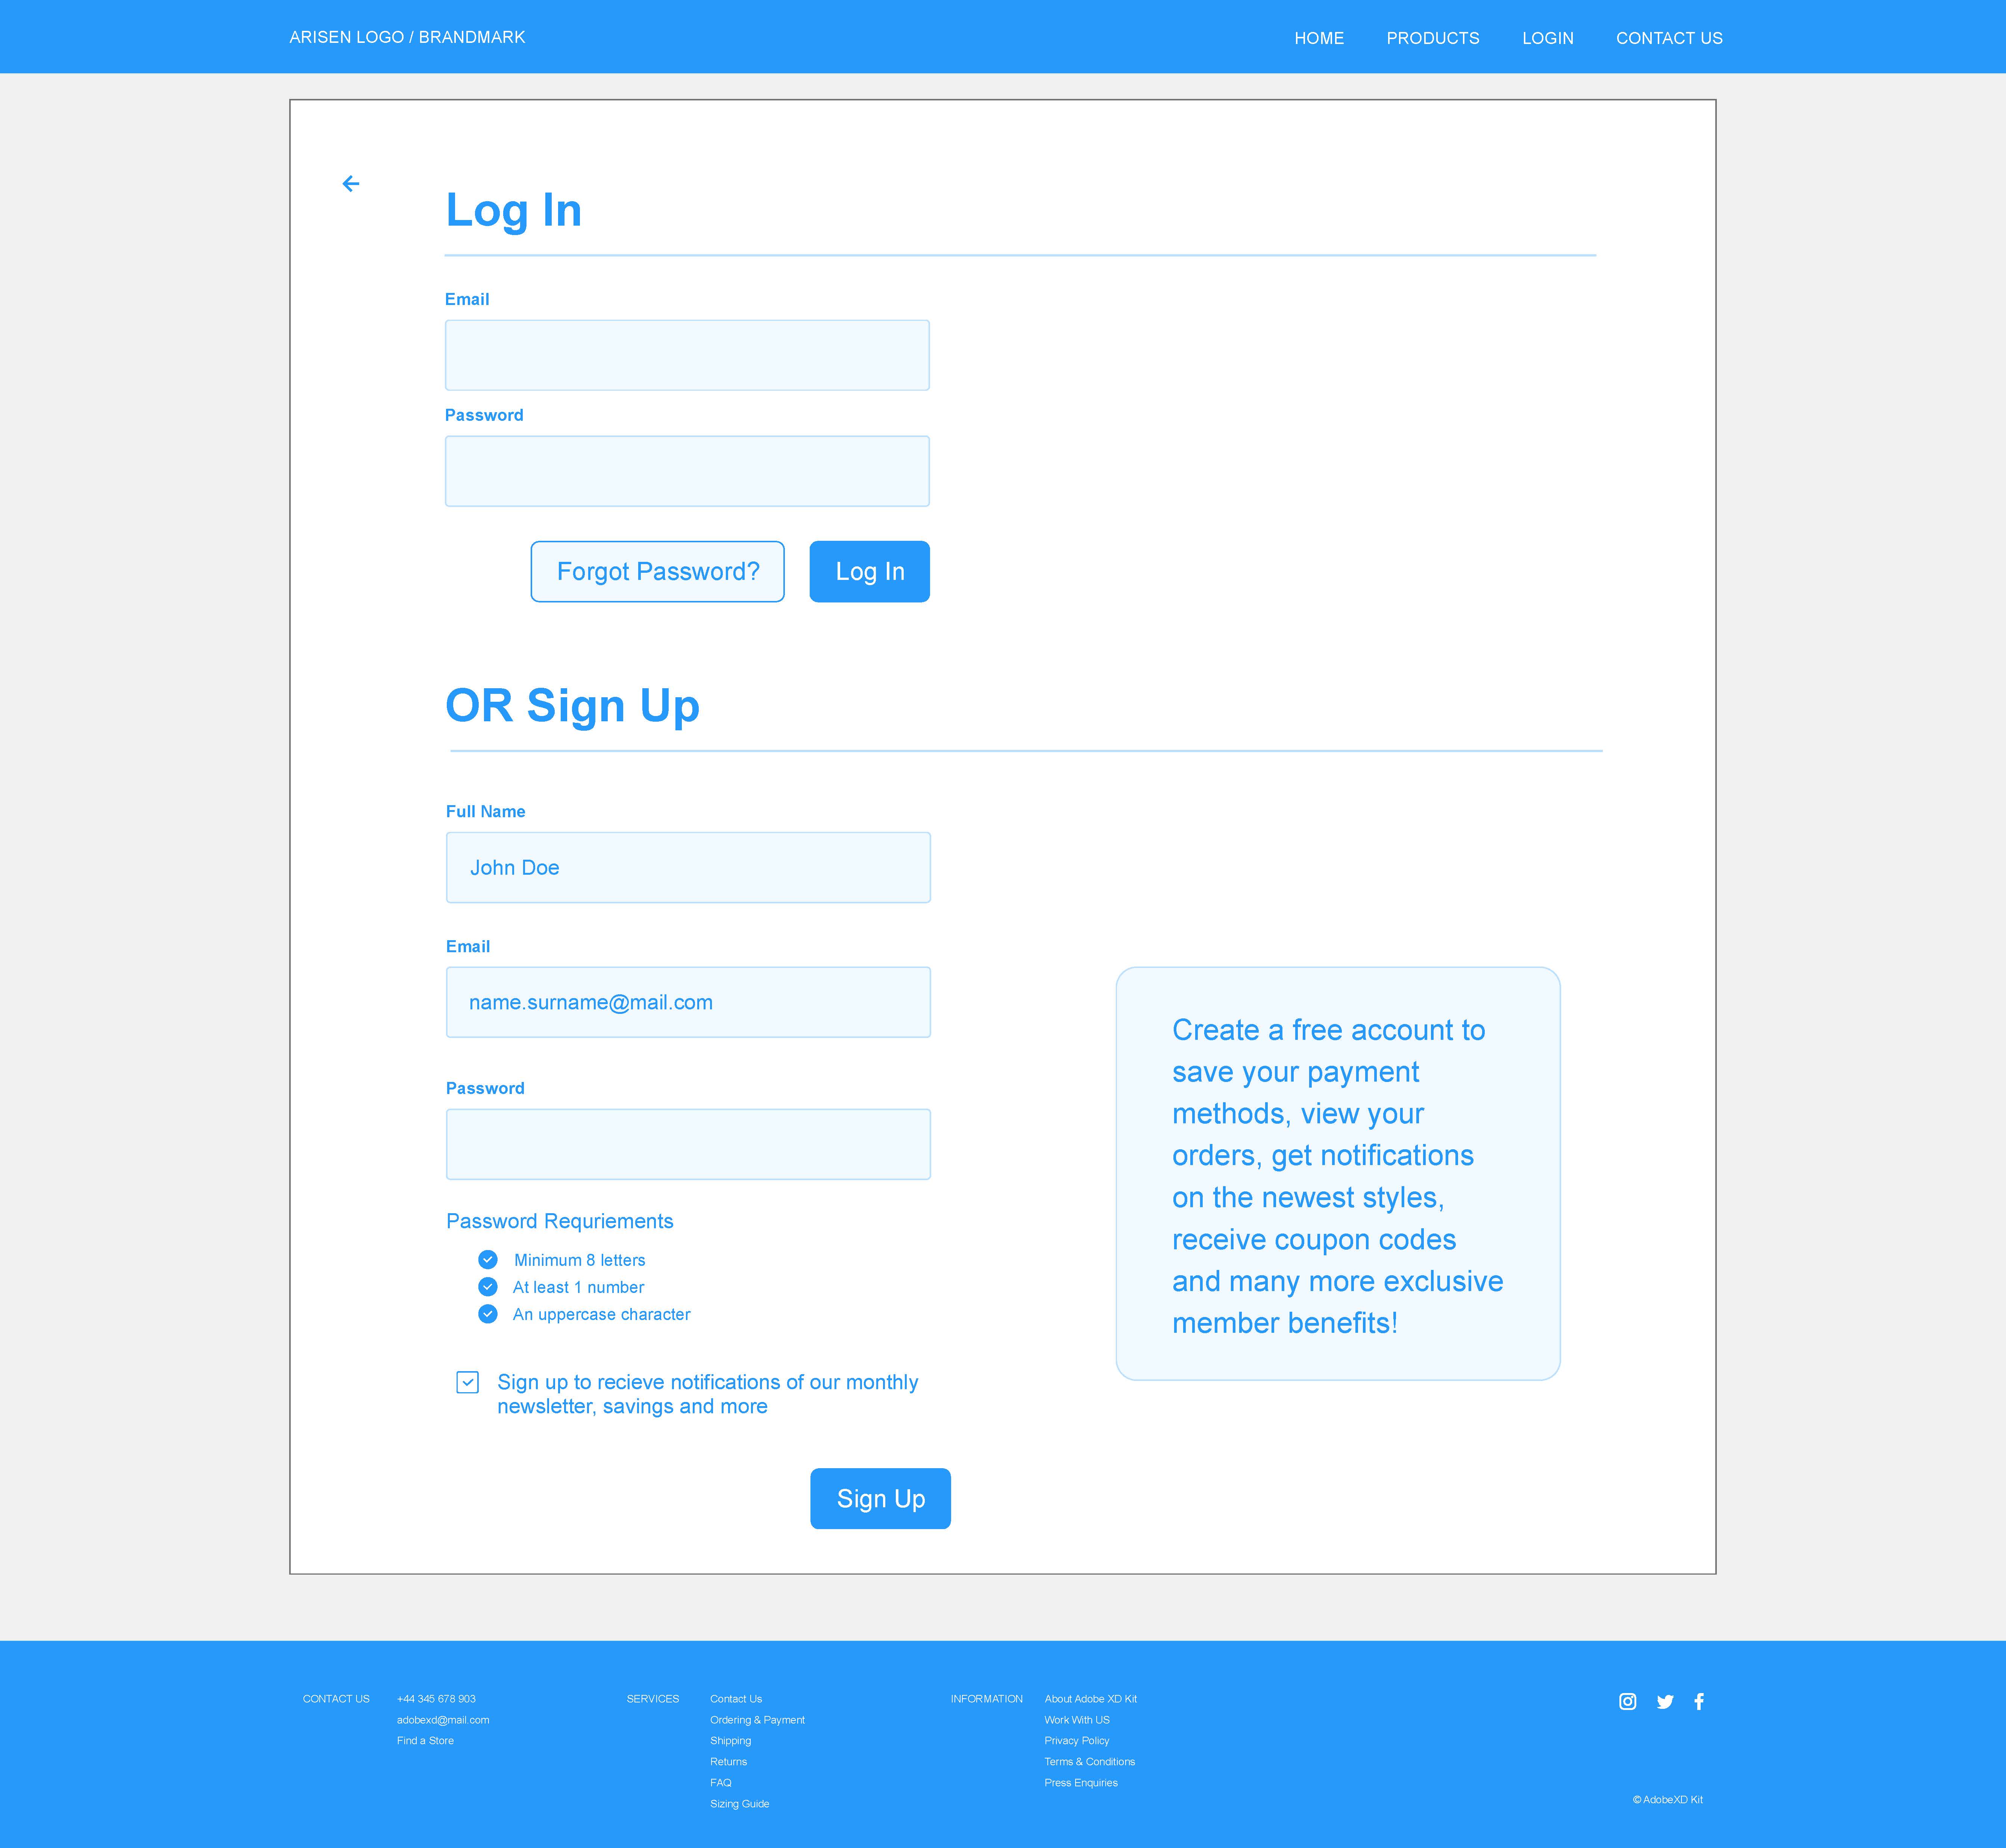 ARISEN LOGO / BRANDMARK
HOME PRODUCTS LOGIN CONTACT US
Log In
Email
Password
Forgot Password? Log In
OR Sign Up
Full Name
John Doe
Email
name.surname@mail.com
Password
Password Requriements
Minimum 8 letters
At least 1 number
An uppercase character
Sign up to recieve notifications of our monthly
newsletter, savings and more
Sign Up
Create a free account to
save your payment
methods, view your
orders, get notifications
on the newest styles,
receive coupon codes
and many more exclusive
member benefits!
CONTACT US
+44 345 678 903
adobexd@mail.com
Find a Store
SERVICES
Contact Us
Ordering & Payment
Shipping
Returns
FAQ
Sizing Guide
INFORMATION
About Adobe XD Kit
Work With US
Privacy Policy
Terms & Conditions
Press Enquiries
© AdobeXD Kit